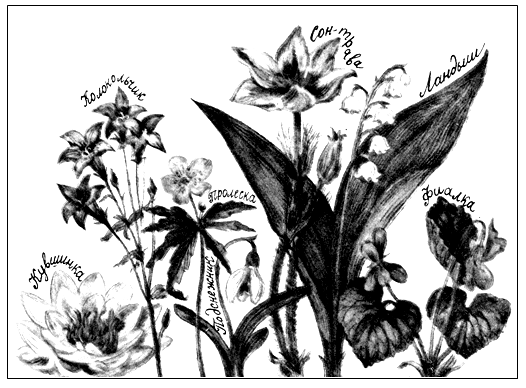 Сон-трава
Ландыш
Колокольчик
Пролеска
Фиалка
Кувшинка
Подснежник